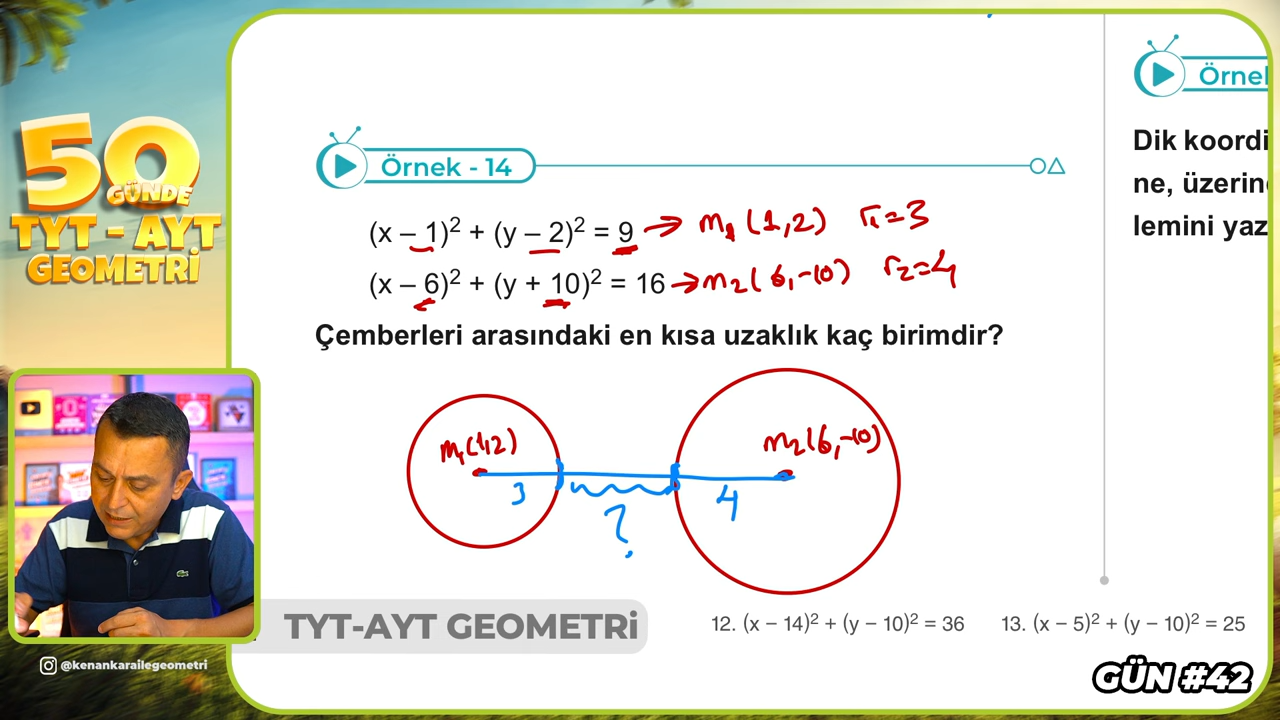 50
GÜNDE
TYT - AYT
GEOMETRİ
Örnek - 14
(x – 1)² + (y – 2)² = 9 → m₁ (1,2) r₁=3
(x – 6)² + (y + 10)² = 16 → m₂ (6,-10) r₂=4
Çemberleri arasındaki en kısa uzaklık kaç birimdir?
m₁(1,2)
m₂(6,-10)
3
?
4
Örnel
Dik koordi
ne, üzerin
lemini yaz
TYT-AYT GEOMETRİ
12. (x – 14)² + (y – 10)² = 36
13. (x – 5)² + (y – 10)² = 25
@kenankarailegeometri
GÜN #42